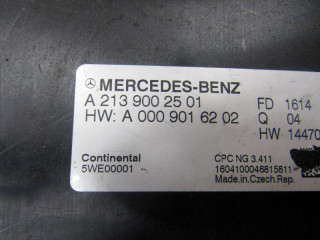 MERCEDES-BENZ
A 213 900 25 01 FD 1614
HW: A 000 901 62 02 Q 04
HW 14470
Continental CPC NG 3.411
5WE00001 1604100046815811
Made.in.Czech.Rep.